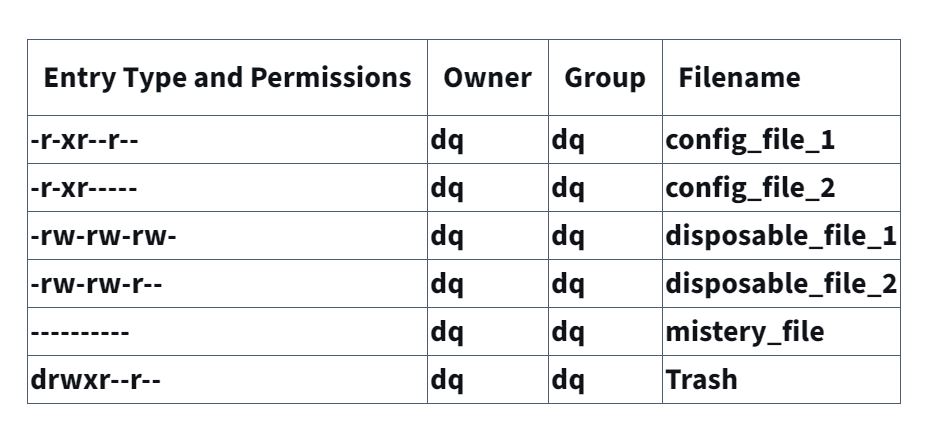 Entry Type and Permissions Owner Group Filename
-r-xr--r-- dq dq config_file_1
-r-xr----- dq dq config_file_2
-rw-rw-rw- dq dq disposable_file_1
-rw-rw-r-- dq dq disposable_file_2
---------- dq dq mistery_file
drwxr--r-- dq dq Trash